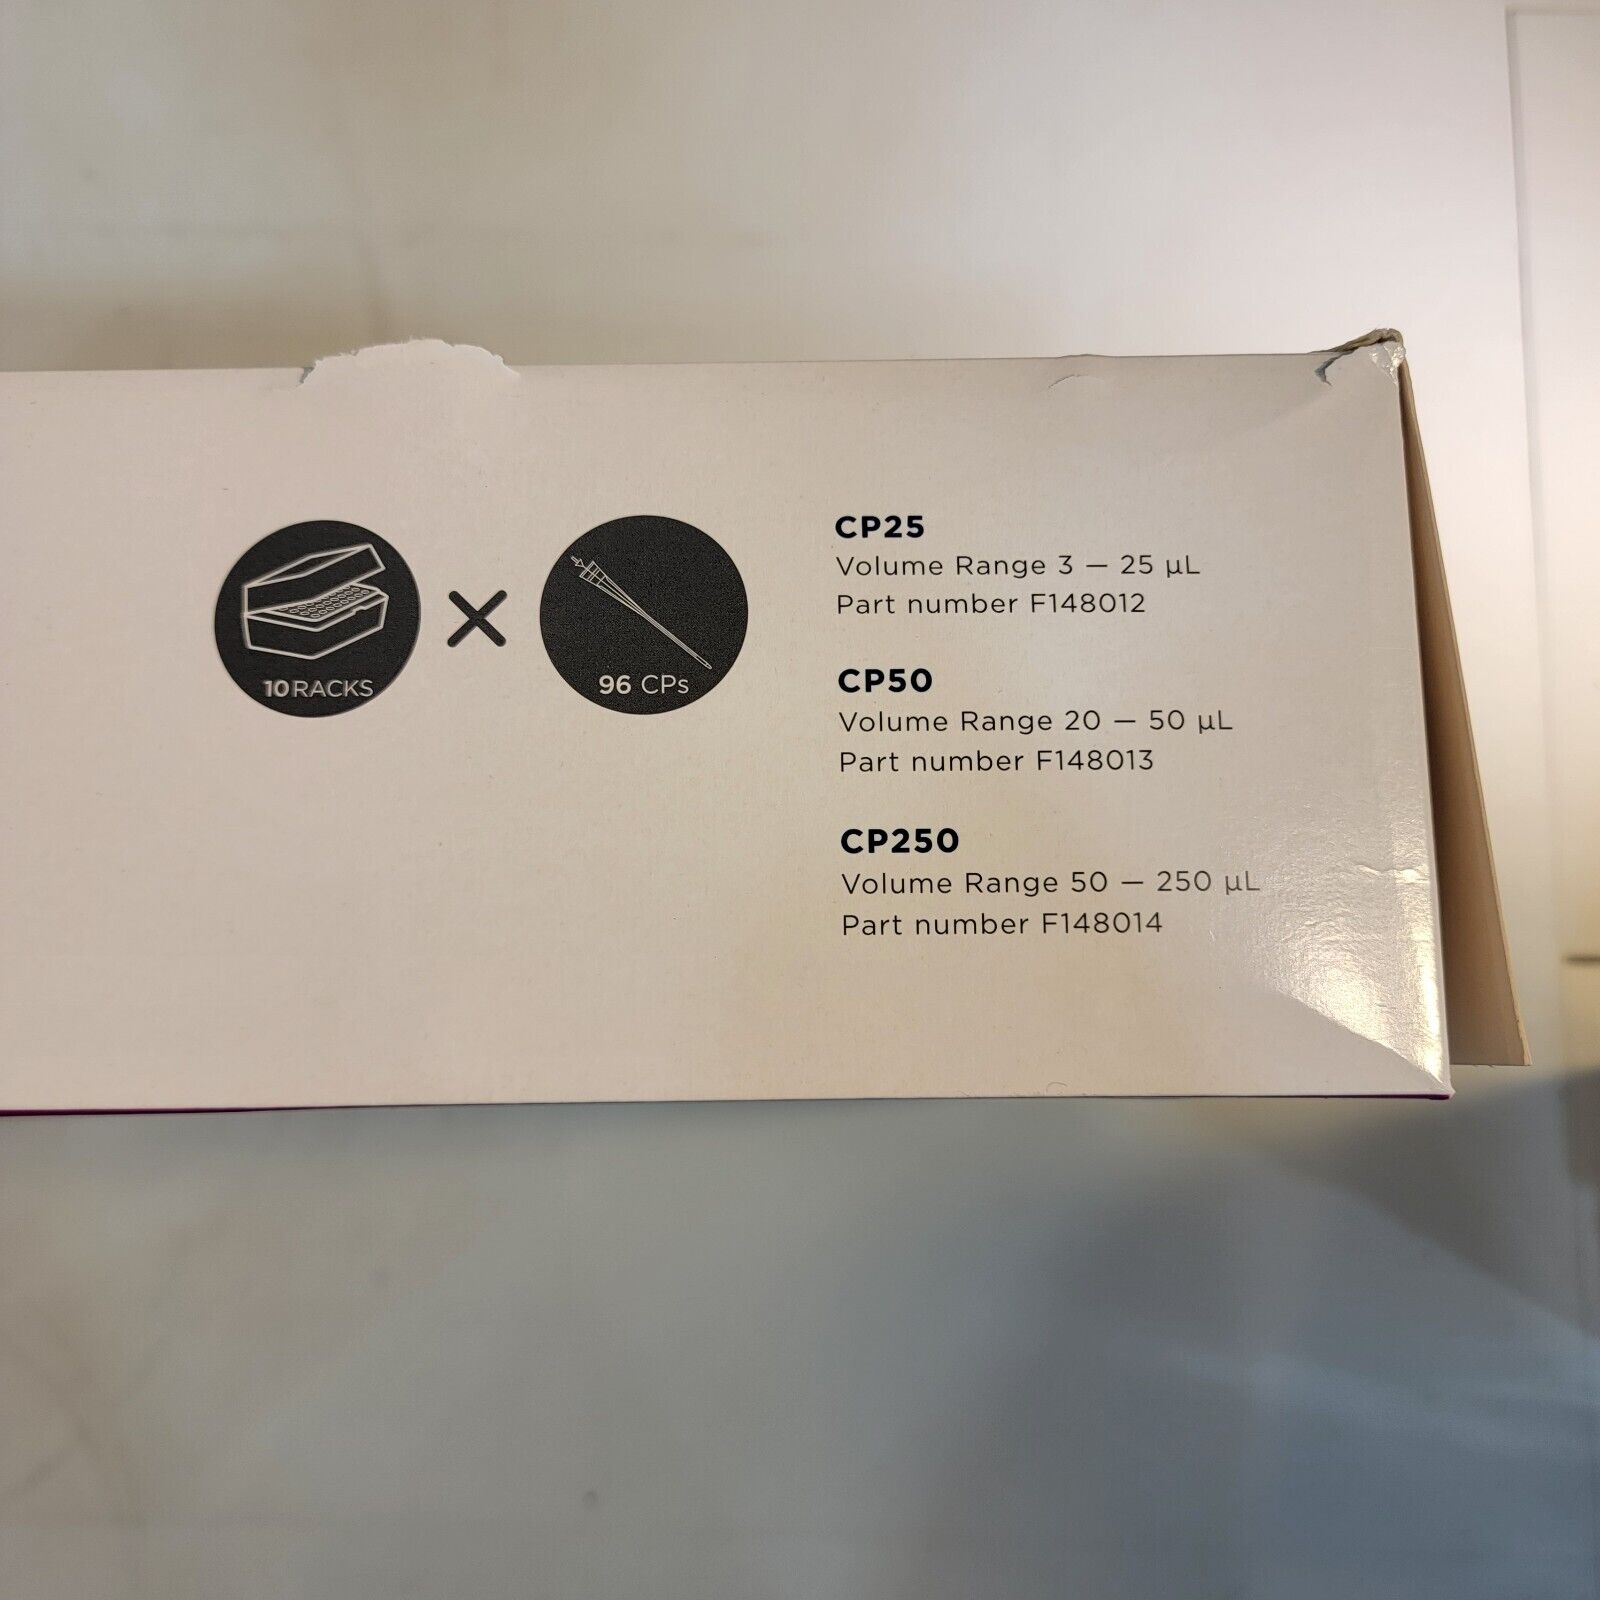 10 RACKS
96 CPs
CP25
Volume Range 3 — 25 µL
Part number F148012
CP50
Volume Range 20 — 50 µL
Part number F148013
CP250
Volume Range 50 — 250 µL
Part number F148014